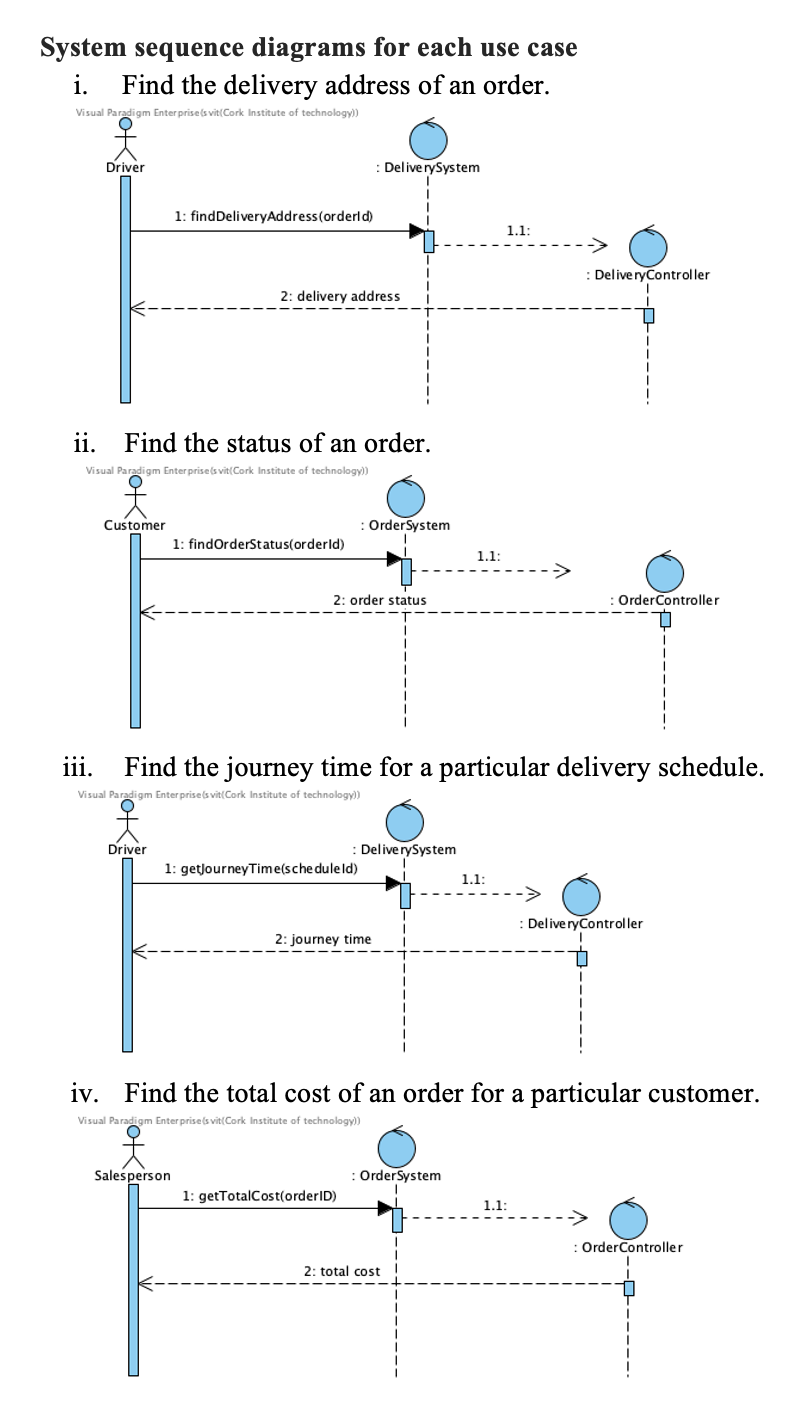 System sequence diagrams for each use case
i. Find the delivery address of an order.
Visual Paradigm Enterprise(svit(Cork Institute of technology))
Driver
: DeliverySystem
1: findDeliveryAddress(orderId)
1.1:
: DeliveryController
2: delivery address
ii. Find the status of an order.
Visual Paradigm Enterprise(svit(Cork Institute of technology))
Customer
: OrderSystem
1: findOrderStatus(orderId)
1.1:
2: order status
: OrderController
iii. Find the journey time for a particular delivery schedule.
Visual Paradigm Enterprise(svit(Cork Institute of technology))
Driver
: DeliverySystem
1: getJourneyTime(scheduleId)
1.1:
: DeliveryController
2: journey time
iv. Find the total cost of an order for a particular customer.
Visual Paradigm Enterprise(svit(Cork Institute of technology))
Salesperson
: OrderSystem
1: getTotalCost(orderID)
1.1:
: OrderController
2: total cost